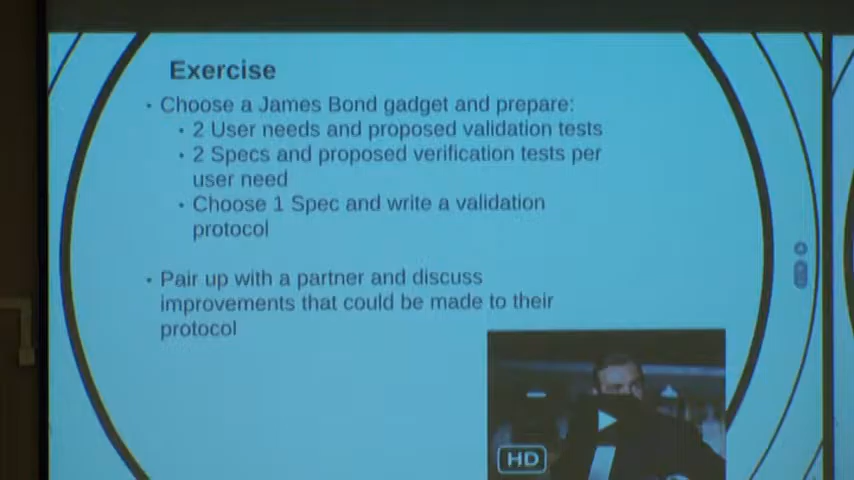 Exercise
• Choose a James Bond gadget and prepare:
• 2 User needs and proposed validation tests
• 2 Specs and proposed verification tests per
user need
• Choose 1 Spec and write a validation
protocol
• Pair up with a partner and discuss
improvements that could be made to their
protocol
HD